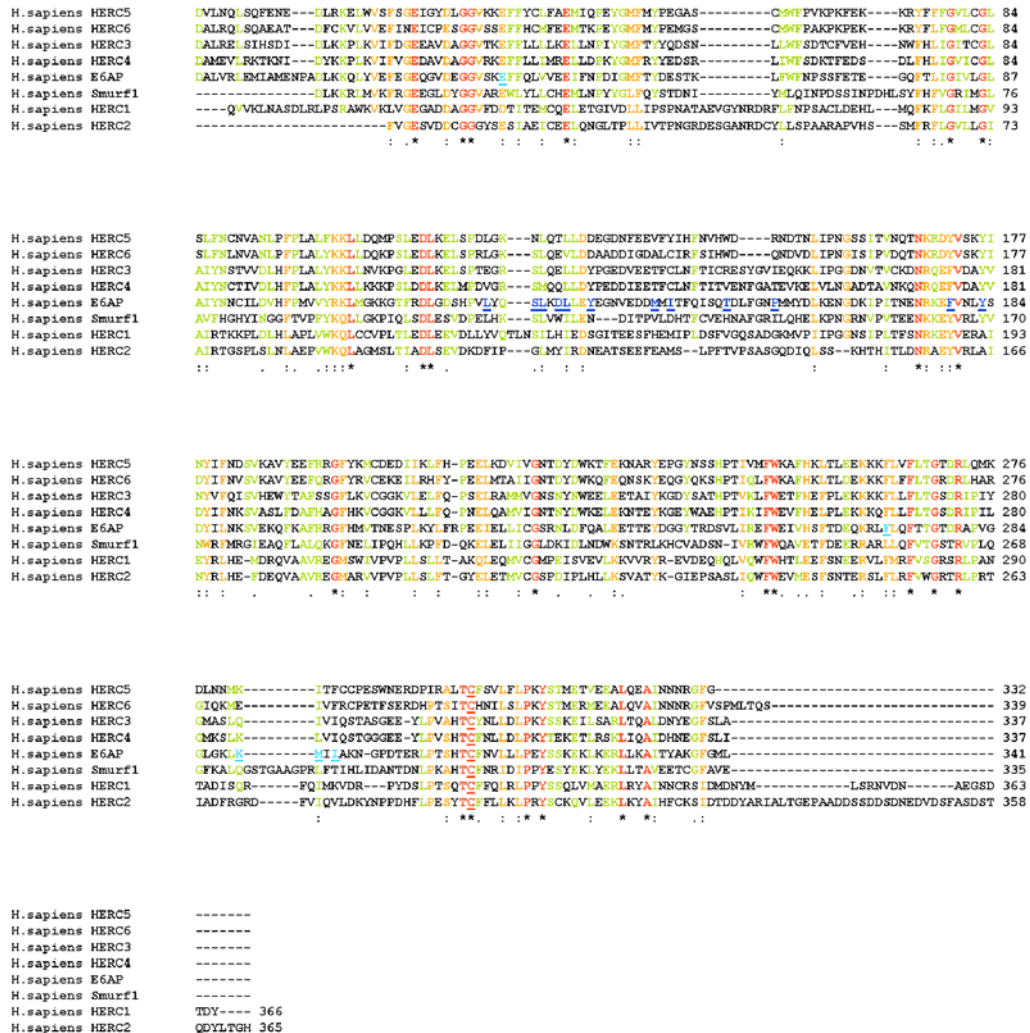 H.sapiens HERC5 DVLNQLSQFENE---DLRKELWVSFSGEIGYDLGGVKKEFFYCLFAEMIQPEYGMFMYPEGAS--------CMWFPVKPKFEK---KRYFFFGVLCGL 84
H.sapiens HERC6 DALRQLSQAEAT---DFCKVLVVEFINEICPESGGVSSEFFHCMFEEMTKPEYGMFMYPEMGS--------CMWFPAKPKPEK---KRYFLFGMLCGL 84
H.sapiens HERC3 DALRELSIHSDI---DLKKPLKVIFDGEEAVDAGGVTKEFFLLLLKELLNPIYGMFTYYQDSN--------LLWFSDTCFVEH---NWFHLIGITCGL 84
H.sapiens HERC4 DAMEVLRKTKNI---DYKKPLKVIFVGEDAVDAGGVRKEFFLLIMRELLDPKYGMFRYYEDSR--------LIWFSDKTFEDS---DLFHLIGVICGL 84
H.sapiens E6AP DALVRLEMIAMENPADLKKQLYVEFEGEQGVDEGGVSKEFFQLVVEEIFNPDIGMFTYDESTK--------LFWFNPSSFETE---GQFTLIGIVLGL 87
H.sapiens Smurf1 -------------DLKKRLMVKFRGEEGLDYGGVAREWLYLLCHEMLNPYYGLFQYSTDNI--------YMLQINPDSSINPDHLSYFHFVGRIMGL 76
H.sapiens HERC1 ----QVVKLNASDLRLPSRAWKVKLVGEGADDAGGVFDDTITEMCQELETGIVDLLIPSPNATAEVGYNRDRFLFNPSACLDEHL---MQFKFLGILMGV 93
H.sapiens HERC2 ---------------------FVGESVDDCGGGYSESIAEICEELQNGLTPLLIVTPNGRDESGANRDCYLLSPAARAPVHS---SMFRFLGVLLGI 73
H.sapiens HERC5 SLFNCNVANLPFPLALFKKLLDQMPSLEDLKELSPDLGK---NLQTLLDDEGDNFEEVFYIHFNVHWD----RNDTNLIPNGSSITVNQTNKRDYVSKYI 177
H.sapiens HERC6 SLFNLNVANLPFPLALYKKLLDQKPSLEDLKELSPRLGK---SLQEVLDDAADDIGDALCIRFSIHWD----QNDVDLIPNGISIPVDQTNKRDYVSKYI 177
H.sapiens HERC3 AIYNSTVVDLHFPLALYKKLLNVKPGLEDLKELSPTEGR---SLQELLDYPGEDVEETFCLNFTICRESYGVIEQKKLIPGGDNVTVCKDNRQEFVDAYV 181
H.sapiens HERC4 AIYNCTIVDLHFPLALYKKLLKKKPSLDDLKELMPDVGR---SMQQLLDYPEDDIEETFCLNFTITVENFGATEVKELVLNGADTAVNKQNRQEFVDAYV 181
H.sapiens E6AP AIYNNCILDVHFPMVVYRKLMGKKGTFRDLGDSHPVLYQ---SLKDLLEYEGNVEDDMMITFQISQTDLFGNPMMYDLKENGDKIPITNENRKEFVNLYS 184
H.sapiens Smurf1 AVFHGHYINGGFTVPFYKQLLGKPIQLSDLESVDPELHK---SLVWILEN---DITPVLDHTFCVEHNAFGRILQHELKPNGRNVPVTEENKKEYVRLYV 170
H.sapiens HERC1 AIRTKKPLDLHLAPLVWKQLCCVPLTLEDLEEVDLLYVQTLNSILHIEDSGITEESFHEMIPLDSFVGQSADGKMVPIIPGGNSIPLTFSNRKEYVERAI 193
H.sapiens HERC2 AIRTGSPLSLNLAEPVWKQLAGMSLTIADLSEVDKDFIP---GLMYIRDNEATSEEFEAMS--LPFTVPSASGQDIQLSS--KHTHITLDNRAEYVRLAI 166
H.sapiens HERC5 NYIFNDSVKAVYEEFRRGFYKMCDEDIIKLFH-PEELKDVIVGNTDYDWKTFEKNARYEPGYNSSHPTIVMFWKAFHKLTLEEKKKFLVFLTGTDRLQMK 276
H.sapiens HERC6 DYIFNVSVKAVYEEFQRGFYRVCEKEILRHFY-PEELMTAIIGNTDYDWKQFEQNSKYEQGYQKSHPTIQLFWKAFHKLTLDEKKKFLFFLTGRDRLHAR 276
H.sapiens HERC3 NYVFQISVHEWYTAFSSGFLKVCGGKVLELFQ-PSELRAMMVGNSNYNWEELEETAIYKGDYSATHPTVKLFWETFHEFPLEKKKKFLLFLTGSDRIPIY 280
H.sapiens HERC4 DYIFNKSVASLFDAFHAGFHKVCGGKVLLLFQ-PNELQAMVIGNTNYDWKELEKNTEYKGEYWAEHPTIKIFWEVFHELPLEKKKQFLLFLTGSDRIPIL 280
H.sapiens E6AP DYILNKSVEKQFKAFRRGFHMVTNESPLKYLFRPEEIELLICGSRNLDFQALEETTEYDGGYTRDSVLIREFWEIVHSFTDEQKRLFLQFTTGTDRAPVG 284
H.sapiens Smurf1 NWRFMRGIEAQFLALQKGFNELIPQHLLKPFD-QKELELIIGGLDKIDLNDWKSNTRLKHCVADSN-IVRWFWQAVETFDEERRARLLQFVTGSTRVPLQ 268
H.sapiens HERC1 EYRLHE-MDRQVAAVREGMSWIVPVPLLSLLT-AKQLEQMVCGMPEISVEVLKKVVRYR-EVDEQHQLVQWFWHTLEEFSNEERVLFMRFVSGRSRLPAN 290
H.sapiens HERC2 NYRLHE-FDEQVAAVREGMARVVPVPLLSLFT-GYELETMVCGSPDIPLHLLKSVATYK-GIEPSASLIQWFWEVMESFSNTERSLFLRFVWGRTRLPRT 263
H.sapiens HERC5 DLNNMK---------ITFCCPESWNERDPIRALTCFSVLFLPKYSTMETVEEALQEAINNNRGFG---------------------------------- 332
H.sapiens HERC6 GIQKME---------IVFRCPETFSERDHPTSITCHNILSLPKYSTMERMEEALQVAINNNRGFVSPMLTQS--------------------------- 339
H.sapiens HERC3 GMASLQ---------IVIQSTASGEE-YLPVAHTCYNLLDLPKYSSKEILSARLTQALDNYEGFSLA-------------------------------- 337
H.sapiens HERC4 GMKSLK---------LVIQSTGGGEE-YLPVSHTCFNLLDLPKYTEKETLRSKLIQAIDHNEGFSLI-------------------------------- 337
H.sapiens E6AP GLGKLK---------MIIAKN-GPDTERLPTSHTCFNVLLLPEYSSKEKLKERLLKAITYAKGFGML-------------------------------- 341
H.sapiens Smurf1 GFKALQGSTGAAGPRLFTIHLIDANTDNLPKAHTCFNRIDIPPYESYEKLYEKLLTAVEETCGFAVE-------------------------------- 335
H.sapiens HERC1 TADISQR-------FQIMKVDR---PYDSLPTSQTCFFQLRLPPYSSQLVMAERLRYAINNCRSIDMDNYM----------------LSRNVDN-----AEGSD 363
H.sapiens HERC2 IADFRGRD------FVIQVLDKYNPPDHFLPESYTCFFLLKLPRYSCKQVLEEKLKYAIHFCKSIDTDDYARIALTGEPAADDSSDDSDNEDVDSFASDST 358
H.sapiens HERC5 -------
H.sapiens HERC6 -------
H.sapiens HERC3 -------
H.sapiens HERC4 -------
H.sapiens E6AP -------
H.sapiens Smurf1 -------
H.sapiens HERC1 TDY---- 366
H.sapiens HERC2 QDYLTGH 365